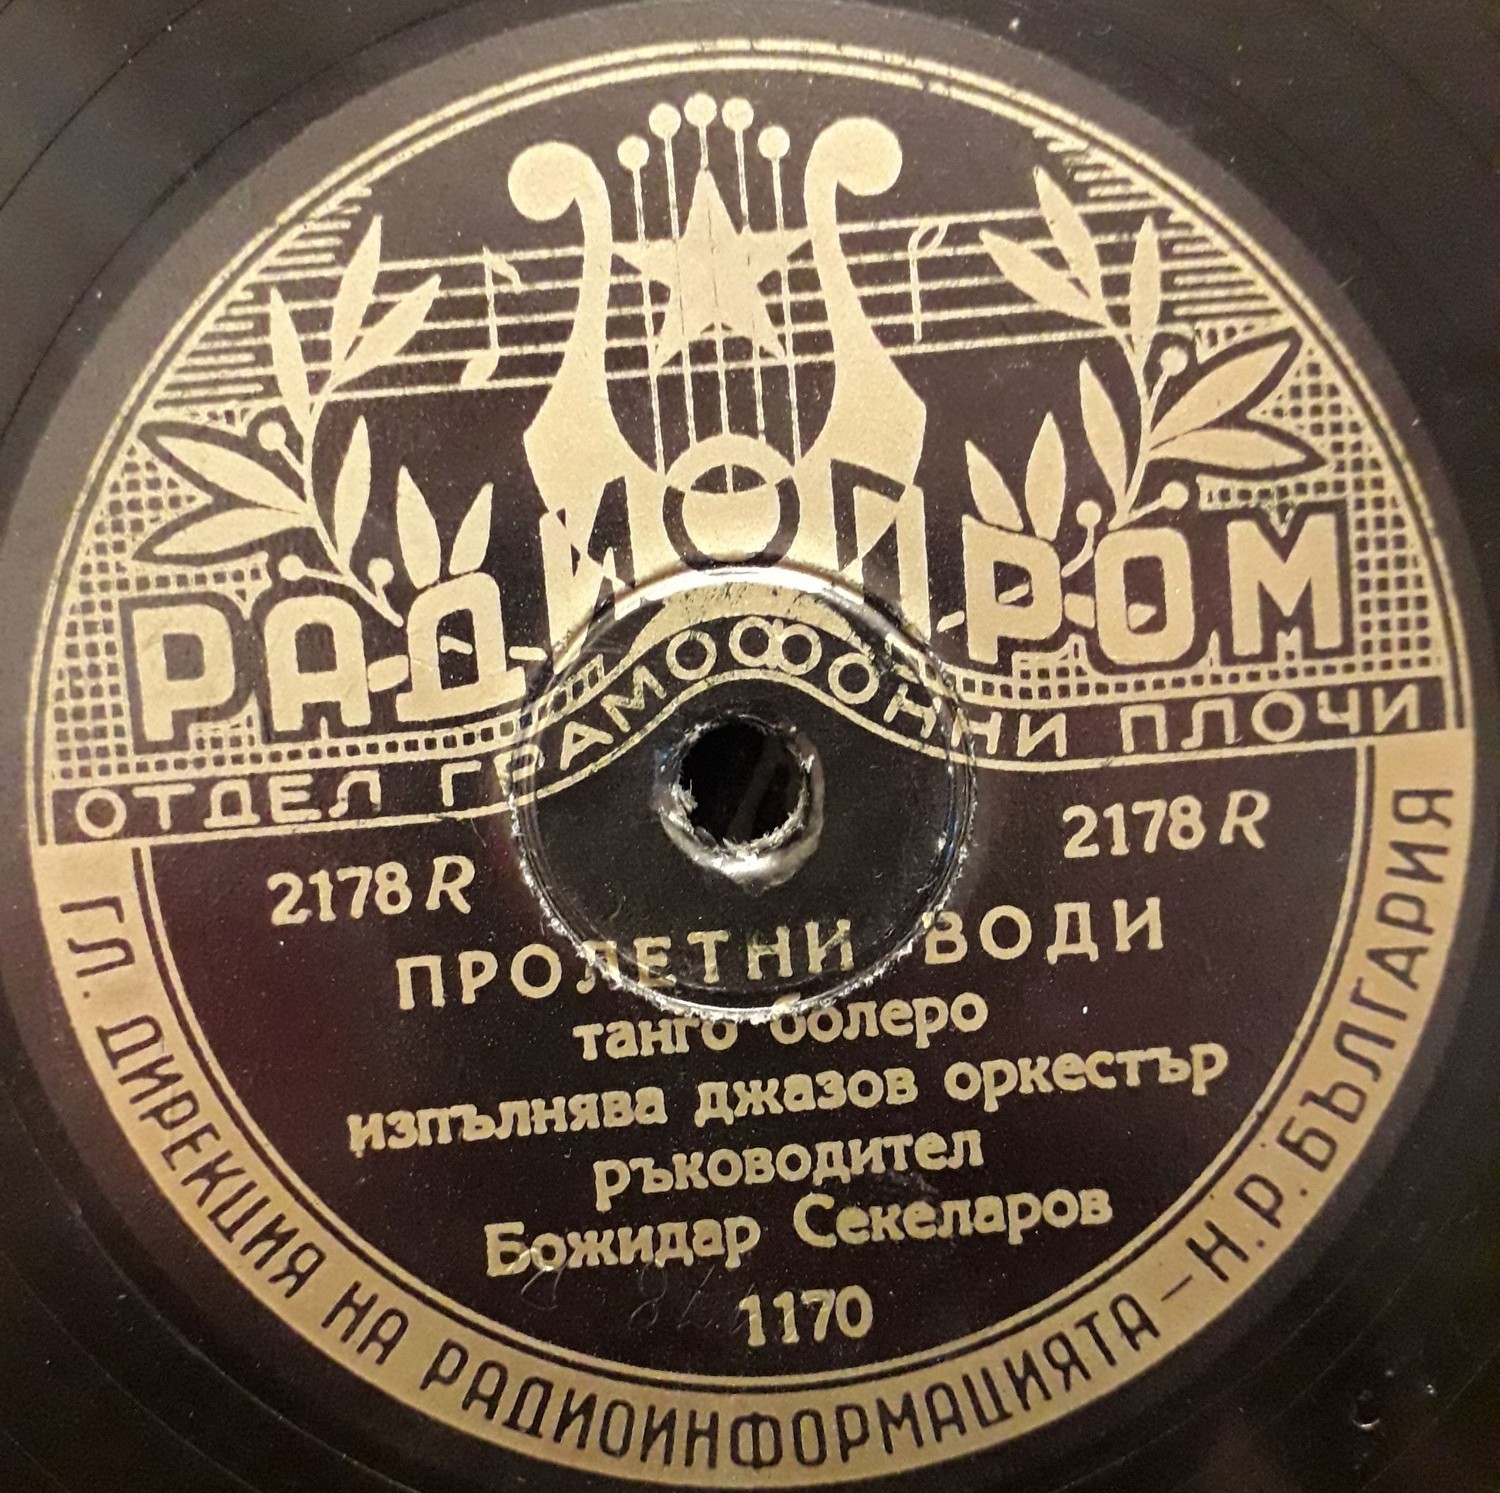 РАДИОПРОМ
ОТДЕЛ ГРАМОФОННИ ПЛОЧИ
2178 R 2178 R
ПРОЛЕТНИ ВОДИ
танго болеро
изпълнява джазов оркестър
ръководител
Божидар Секеларов
1170
ГЛ. ДИРЕКЦИЯ НА РАДИОИНФОРМАЦИЯТА — Н.Р. БЪЛГАРИЯ